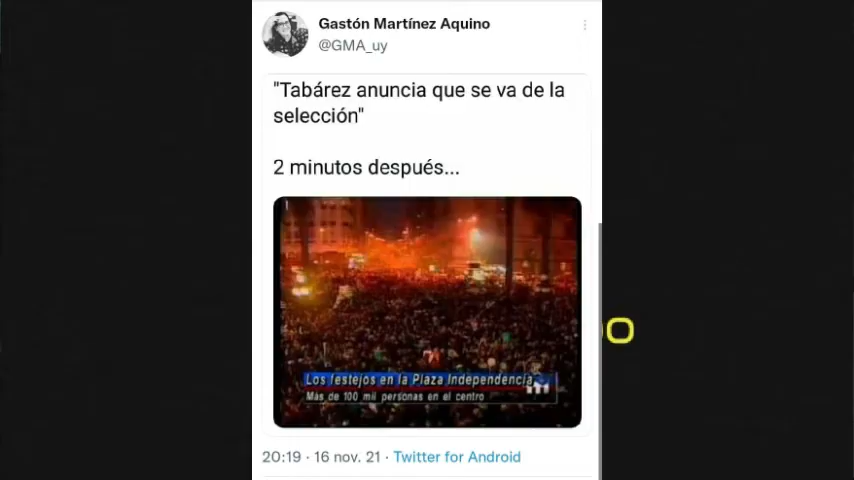 Gastón Martínez Aquino
@GMA_uy
"Tabárez anuncia que se va de la
selección"
2 minutos después...
Los festejos en la Plaza Independencia
Más de 100 mil personas en el centro
20:19 · 16 nov. 21 · Twitter for Android